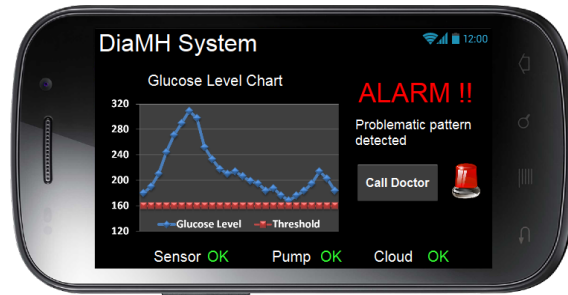 DiaMH System
12:00
Glucose Level Chart
ALARM !!
Problematic pattern
detected
320
280
240
200
160
120
Glucose Level
Threshold
Call Doctor
Sensor OK
Pump OK
Cloud OK